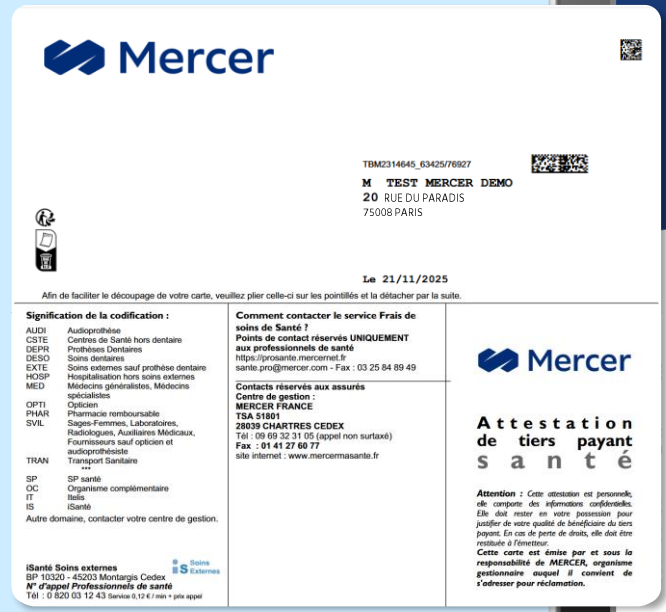 Mercer
TBM2314645_63425/76927
M TEST MERCER DEMO
20 RUE DU PARADIS
75008 PARIS
Le 21/11/2025
Afin de faciliter le découpage de votre carte, veuillez plier celle-ci sur les pointillés et la détacher par la suite.
Signification de la codification :
AUDI Audioprothèse
CSTE Centres de Santé hors dentaire
DEPR Prothèses Dentaires
DESO Soins dentaires
EXTE Soins externes sauf prothèse dentaire
HOSP Hospitalisation hors soins externes
MED Médecins généralistes, Médecins
spécialistes
OPTI Opticien
PHAR Pharmacie remboursable
SVIL Sages-Femmes, Laboratoires,
Radiologues, Auxiliaires Médicaux,
Fournisseurs sauf opticien et
audioprothésiste
TRAN Transport Sanitaire
***
SP SP santé
OC Organisme complémentaire
IT Itelis
IS iSanté
Autre domaine, contacter votre centre de gestion.
iSanté Soins externes
iS Soins
Externes
BP 10320 - 45203 Montargis Cedex
N° d'appel Professionnels de santé
Tél : 0 820 03 12 43 Service 0,12 € / min + prix appel
Comment contacter le service Frais de
soins de Santé ?
Points de contact réservés UNIQUEMENT
aux professionnels de santé
https://prosante.mercernet.fr
sante.pro@mercer.com - Fax : 03 25 84 89 49
Contacts réservés aux assurés
Centre de gestion :
MERCER FRANCE
TSA 51801
28039 CHARTRES CEDEX
Tél : 09 69 32 31 05 (appel non surtaxé)
Fax : 01 41 27 60 77
site internet : www.mercermasante.fr
Mercer
Attestation
de tiers payant
santé
Attention : Cette attestation est personnelle,
elle comporte des informations confidentielles.
Elle doit rester en votre possession pour
justifier de votre qualité de bénéficiaire du tiers
payant. En cas de perte de droits, elle doit être
restituée à l'émetteur.
Cette carte est émise par et sous la
responsabilité de MERCER, organisme
gestionnaire auquel il convient de
s'adresser pour réclamation.